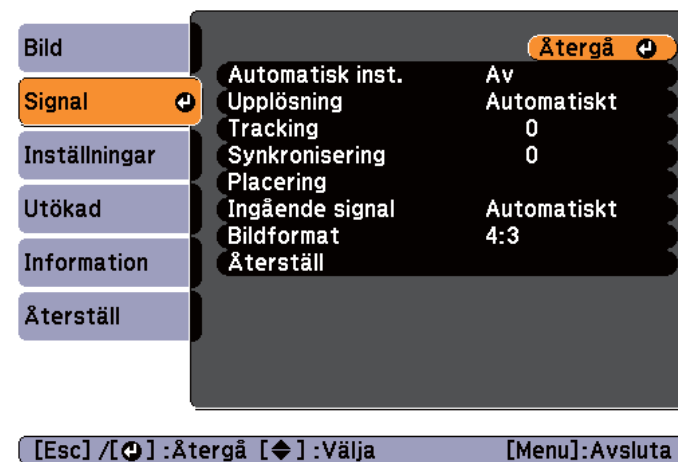 Bild
Signal
Inställningar
Utökad
Information
Återställ
Återgå
Automatisk inst. Av
Upplösning Automatiskt
Tracking 0
Synkronisering 0
Placering
Ingående signal Automatiskt
Bildformat 4:3
Återställ
[Esc] /[⏎] :Återgå [◆] :Välja [Menu]:Avsluta